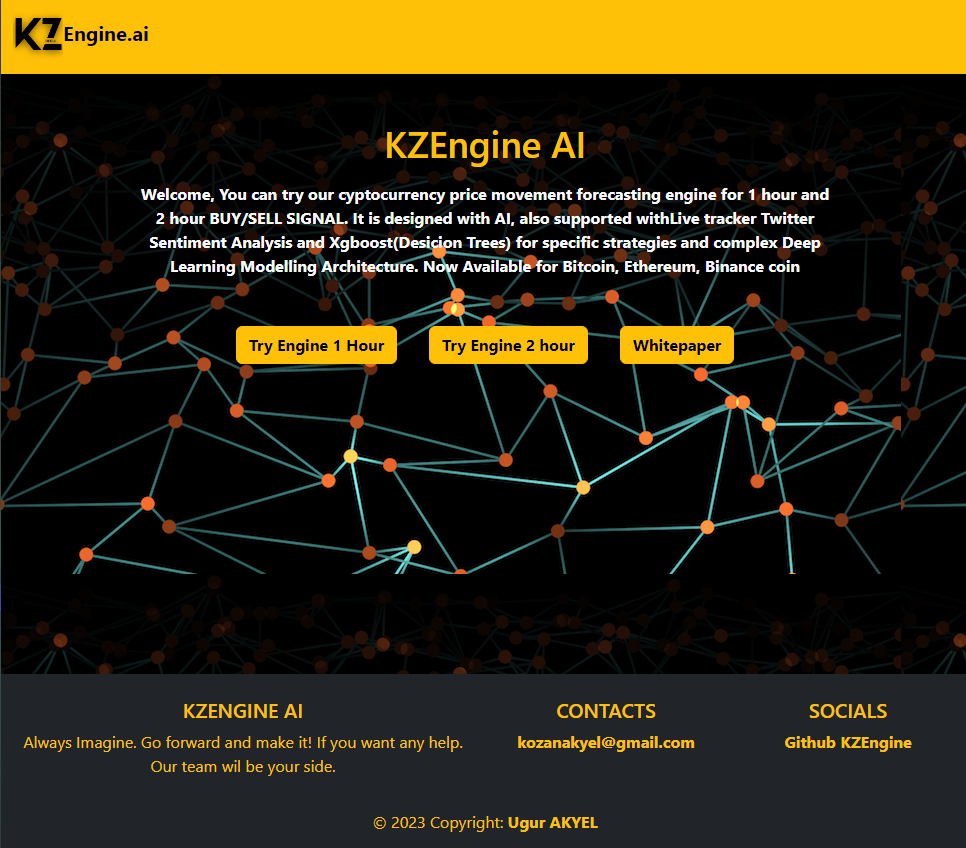 KZ Engine.ai
KZEngine AI
Welcome, You can try our cyptocurrency price movement forecasting engine for 1 hour and
2 hour BUY/SELL SIGNAL. It is designed with AI, also supported withLive tracker Twitter
Sentiment Analysis and Xgboost(Desicion Trees) for specific strategies and complex Deep
Learning Modelling Architecture. Now Available for Bitcoin, Ethereum, Binance coin
Try Engine 1 Hour
Try Engine 2 hour
Whitepaper
KZENGINE AI
Always Imagine. Go forward and make it! If you want any help.
Our team wil be your side.
CONTACTS
kozanakyel@gmail.com
SOCIALS
Github KZEngine
© 2023 Copyright: Ugur AKYEL